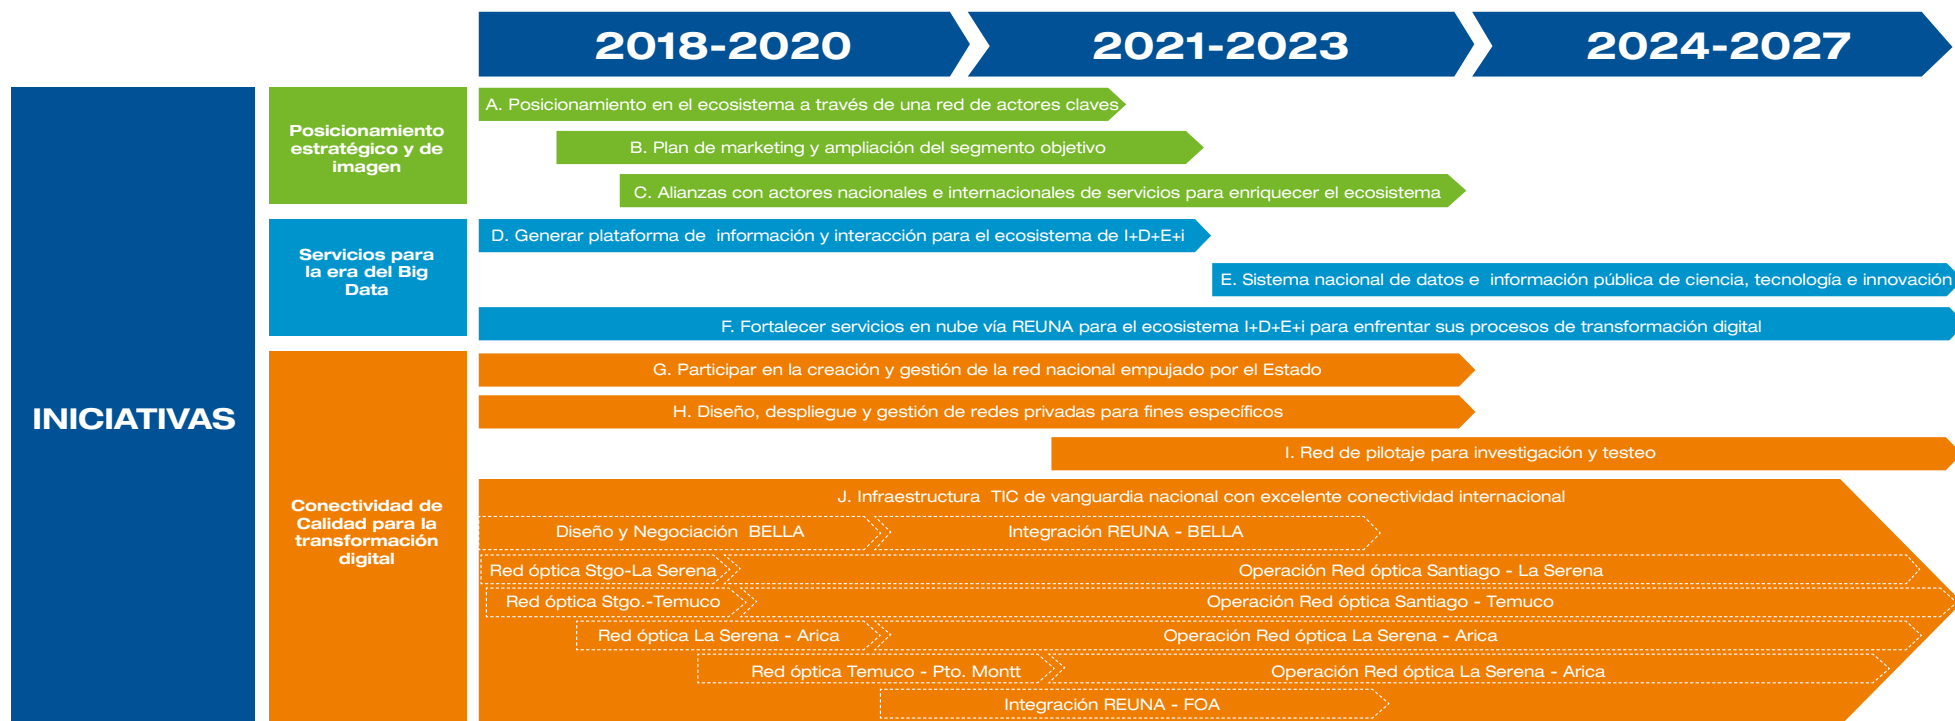 2018-2020
2021-2023
2024-2027
INICIATIVAS
Posicionamiento
estratégico y de
imagen
A. Posicionamiento en el ecosistema a través de una red de actores claves
B. Plan de marketing y ampliación del segmento objetivo
C. Alianzas con actores nacionales e internacionales de servicios para enriquecer el ecosistema
Servicios para
la era del Big
Data
D. Generar plataforma de información y interacción para el ecosistema de I+D+E+i
E. Sistema nacional de datos e información pública de ciencia, tecnología e innovación
F. Fortalecer servicios en nube vía REUNA para el ecosistema I+D+E+i para enfrentar sus procesos de transformación digital
Conectividad de
Calidad para la
transformación
digital
G. Participar en la creación y gestión de la red nacional empujado por el Estado
H. Diseño, despliegue y gestión de redes privadas para fines específicos
I. Red de pilotaje para investigación y testeo
J. Infraestructura TIC de vanguardia nacional con excelente conectividad internacional
Diseño y Negociación BELLA
Integración REUNA - BELLA
Red óptica Stgo-La Serena
Operación Red óptica Santiago - La Serena
Red óptica Stgo.-Temuco
Operación Red óptica Santiago - Temuco
Red óptica La Serena - Arica
Operación Red óptica La Serena - Arica
Red óptica Temuco - Pto. Montt
Operación Red óptica La Serena - Arica
Integración REUNA - FOA